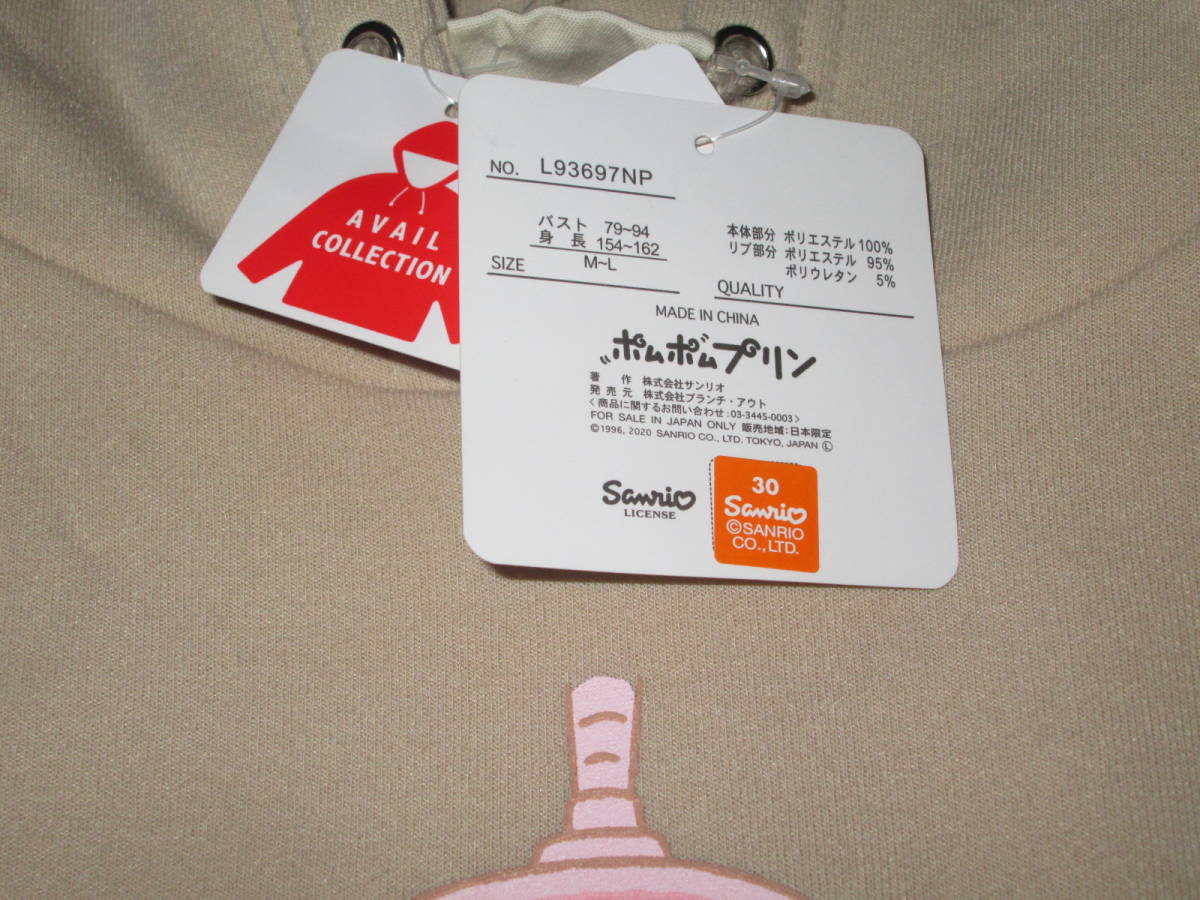 AVAIL
COLLECTION
NO. L93697NP
バスト 79~94
身長 154~162
SIZE M~L
本体部分 ポリエステル100%
リブ部分 ポリエステル 95%
ポリウレタン 5%
QUALITY
MADE IN CHINA
ポムポムプリン
著作 株式会社サンリオ
発売元 株式会社ブランチ・アウト
<商品に関するお問い合わせ:03-3445-0003>
FOR SALE IN JAPAN ONLY 販売地域:日本限定
©1996, 2020 SANRIO CO., LTD. TOKYO, JAPAN Ⓛ
Sanrio
LICENSE
30
Sanrio
©SANRIO
CO.,LTD.